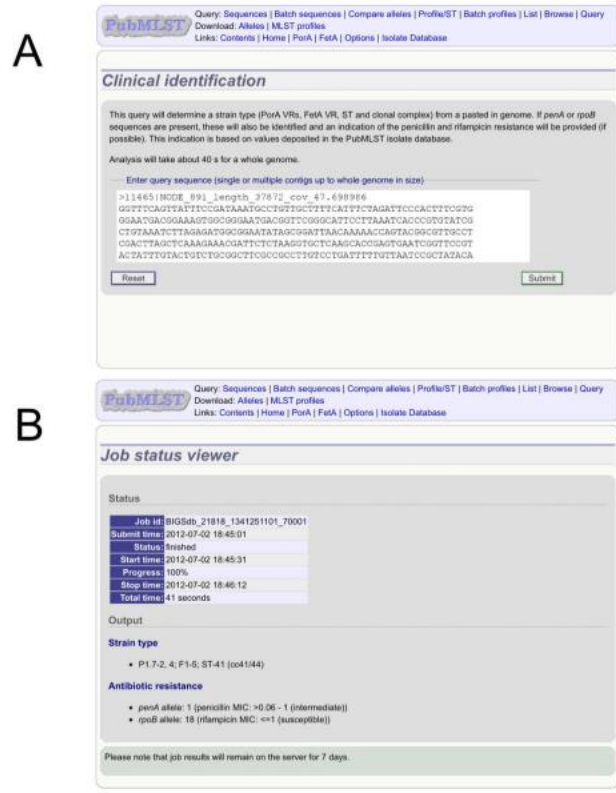 A
PubMLST
Query: Sequences | Batch sequences | Compare alleles | Profile/ST | Batch profiles | List | Browse | Query
Download: Alleles | MLST profiles
Links: Contents | Home | PorA | FetA | Options | Isolate Database
Clinical identification
This query will determine a strain type (PorA VRs, FetA VR, ST and clonal complex) from a pasted in genome. If penA or rpoB
sequences are present, these will also be identified and an indication of the penicillin and rifampicin resistance will be provided (if
possible). This indication is based on values deposited in the PubMLST isolate database.
Analysis will take about 40 s for a whole genome.
Enter query sequence (single or multiple contigs up to whole genome in size)
>11465|NODE_891_length_37872_cov_47.698986
GGTTTCAGTTATTTCCGATAAATGCCTGTTGCTTTTCATTTCTAGATTCCCACTTTCGTG
GGAATGACGGAAAGTGGCGGGAATGACGGTTCGGGCATTCCTTAAATCACCCGTGTATCG
CTGTAAATCTTAGAGATGGCGGAATATAGCGGATTAACAAAAACCAGTACGGCGTTGCCT
CGACTTAGCTCAAAGAAACGATTCTCTAAGGTGCTCAAGCACCGAGTGAATCGGTTCCGT
ACTATTTGTACTGTCTGCGGCTTCGCCGCCTTGTCCTGATTTTTGTTAATCCGCTATACA
Reset
Submit
B
PubMLST
Query: Sequences | Batch sequences | Compare alleles | Profile/ST | Batch profiles | List | Browse | Query
Download: Alleles | MLST profiles
Links: Contents | Home | PorA | FetA | Options | Isolate Database
Job status viewer
Status
Job id: BIGSdb_21818_1341251101_70001
Submit time: 2012-07-02 18:45:01
Status: finished
Start time: 2012-07-02 18:45:31
Progress: 100%
Stop time: 2012-07-02 18:46:12
Total time: 41 seconds
Output
Strain type
• P1.7-2, 4; F1-5; ST-41 (cc41/44)
Antibiotic resistance
• penA allele: 1 (penicillin MIC: >0.06 - 1 (intermediate))
• rpoB allele: 18 (rifampicin MIC: <=1 (susceptible))
Please note that job results will remain on the server for 7 days.